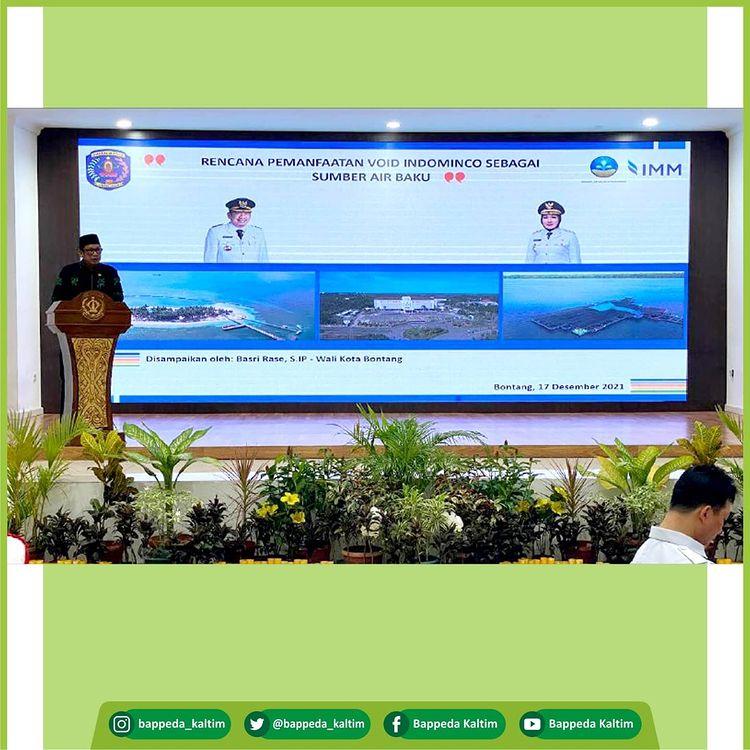 RENCANA PEMANFAATAN VOID INDOMINCO SEBAGAI
SUMBER AIR BAKU
IMM
Disampaikan oleh: Basri Rase, S.IP - Wali Kota Bontang
Bontang, 17 Desember 2021
bappeda_kaltim
@bappeda_kaltim
Bappeda Kaltim
Bappeda Kaltim